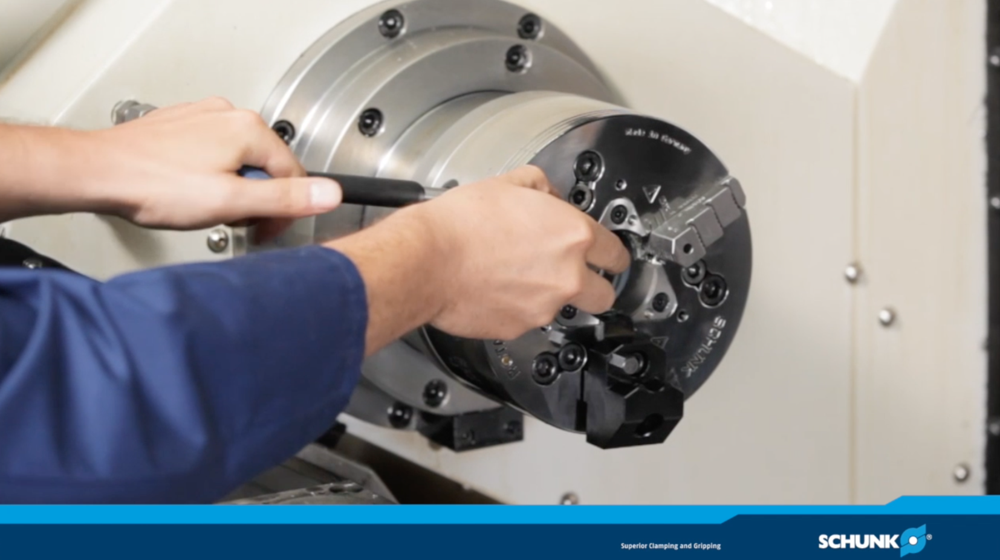 Made in Germany
SCHUNK
Superior Clamping and Gripping
SCHUNK®